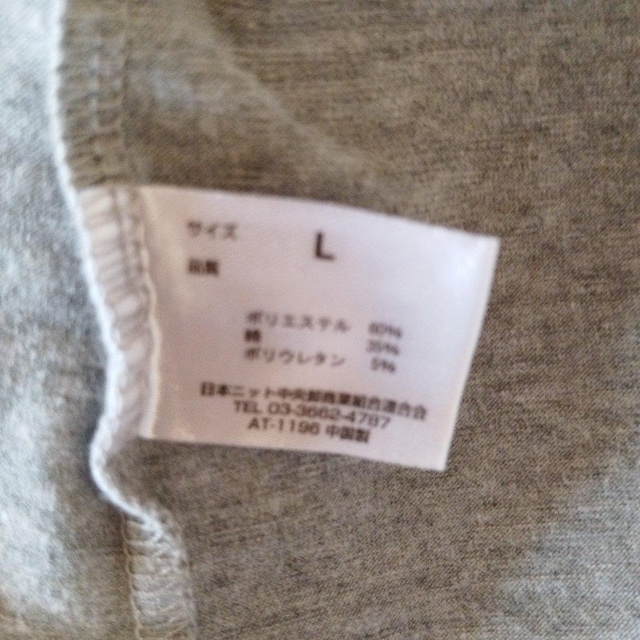 サイズ L
品質
ポリエステル 60%
綿 35%
ポリウレタン 5%
日本ニット中央卸商業組合連合会
TEL 03-3662-4787
AT-1196 中国製